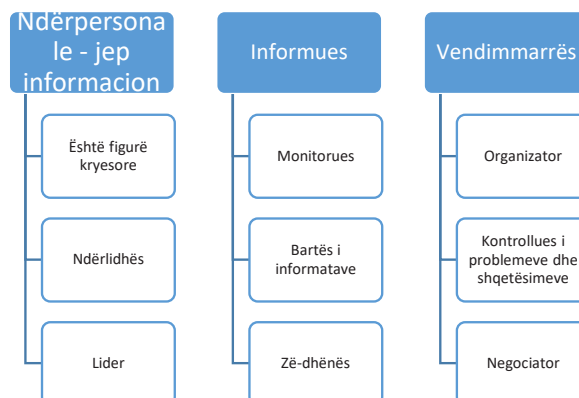 Ndërpersona
le - jep
informacion
Është figurë
kryesore
Ndërlidhës
Lider
Informues
Monitorues
Bartës i
informatave
Zë-dhënës
Vendimmarrës
Organizator
Kontrollues i
problemeve dhe
shqetësimeve
Negociator